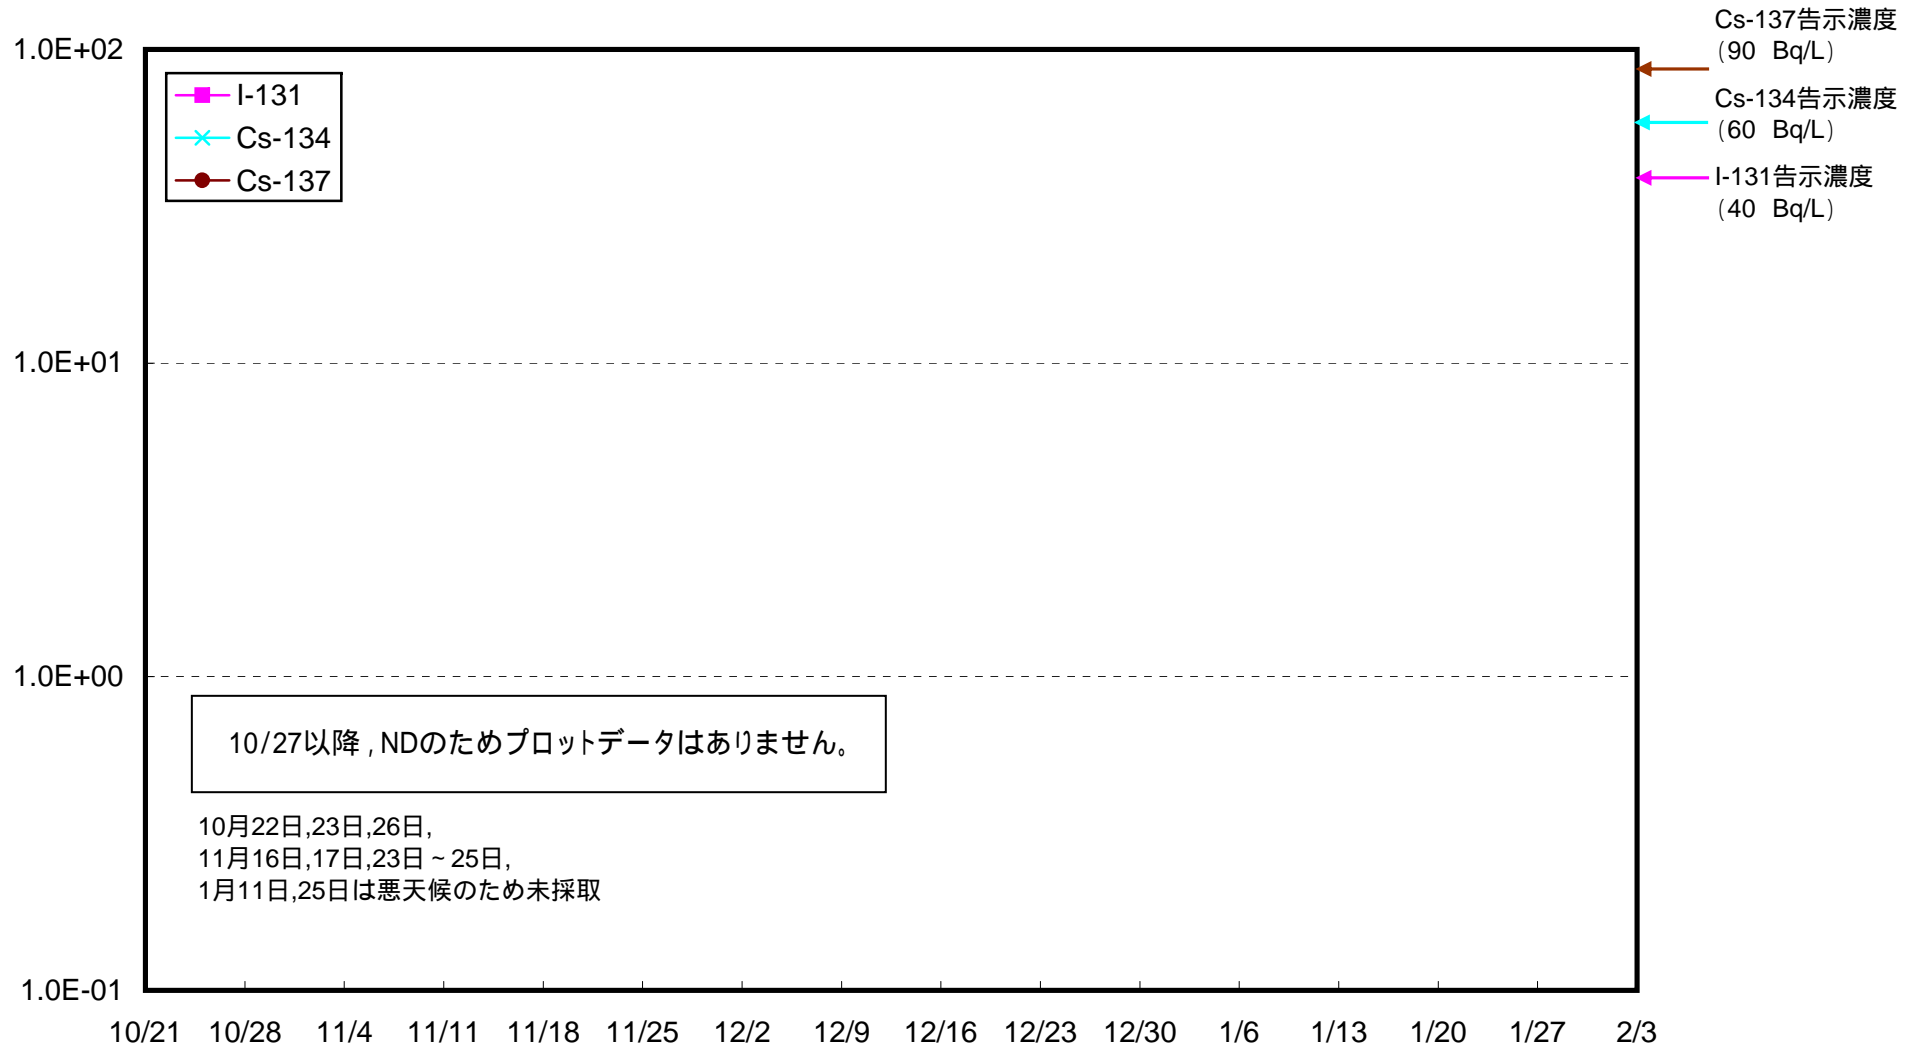 Cs-137告示濃度
(90 Bq/L)
1.0E+02
I-131
Cs-134
Cs-137
Cs-134告示濃度
(60 Bq/L)
I-131告示濃度
(40 Bq/L)
1.0E+01
1.0E+00
10/27以降,NDのためプロットデータはありません。
10月22日,23日,26日,
11月16日,17日,23日~25日,
1月11日,25日は悪天候のため未採取
1.0E-01
10/21 10/28 11/4 11/11 11/18 11/25 12/2 12/9 12/16 12/23 12/30 1/6 1/13 1/20 1/27 2/3